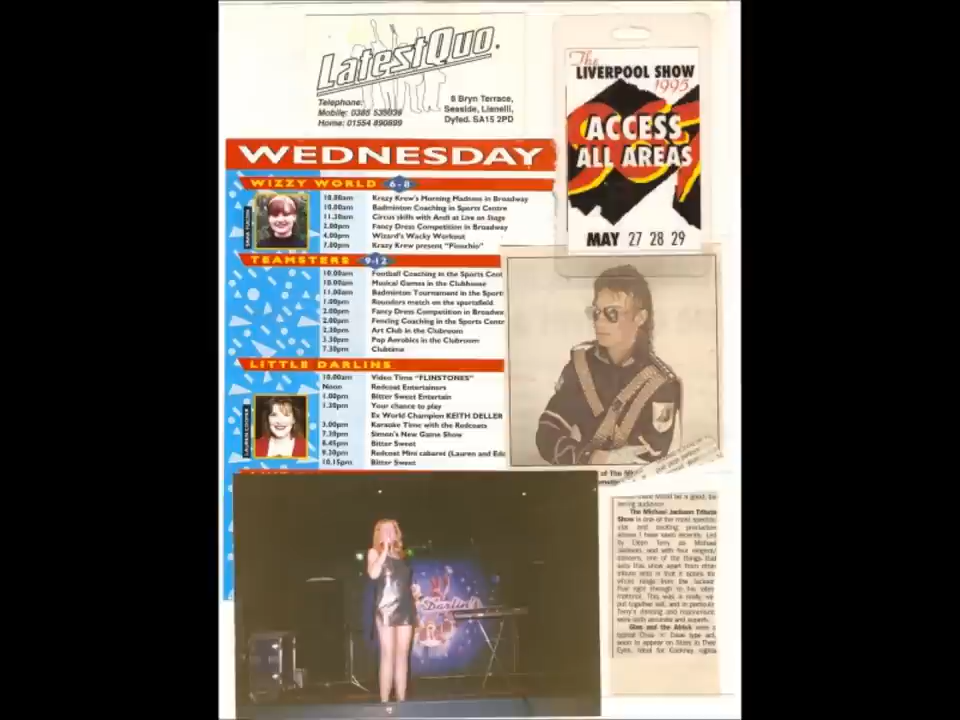 LatestQuo.
Telephone:
Mobile: 0385 535036
Home: 01554 890899
8 Bryn Terrace,
Seaside, Llanelli,
Dyfed. SA15 2PD
The
LIVERPOOL SHOW
1995
ACCESS
ALL AREAS
MAY 27 28 29
WEDNESDAY
WIZZY WORLD 6-8
10.00am Krazy Krew's Morning Madness in Broadway
10.00am Badminton Coaching in Sports Centre
11.30am Circus skills with Andi at Live on Stage
2.00pm Fancy Dress Competition in Broadway
4.00pm Wizard's Wacky Workout
7.00pm Krazy Krew present "Pinochio"
TEAMSTERS 9-12
10.00am Football Coaching in the Sports Cent
10.00am Musical Games in the Clubhouse
11.00am Badminton Tournament in the Sport
1.00pm Rounders match on the sportsfield
2.00pm Fancy Dress Competition in Broadway
2.00pm Fencing Coaching in the Sports Centr
2.30pm Art Club in the Clubroom
3.30pm Pop Aerobics in the Clubroom
7.30pm Clubtime
LITTLE DARLINS
10.00am Video Time "FLINSTONES"
Noon Redcoat Entertainers
1.00pm Bitter Sweet Entertain
1.30pm Your chance to play
Ex World Champion KEITH DELLER
3.00pm Karaoke Time with the Redcoats
7.30pm Simon's New Game Show
8.45pm Bitter Sweet
9.30pm Redcoat Mini cabaret (Lauren and Edd
10.15pm Bitter Sweet
LAUREN COOPER
Darlin's
The Michael Jackson Tribute
Show is one of the most spectac
ular and exciting production
shows I have seen recently. Led
by as Michael
Jackson, and with four singers/
dancers, one of the things that
sets this show apart from other
tribute acts is that it spans the
whole range from the Jackson
Five right through to his later
material. This was a really well
put together set, and in particular
Terry's dancing and mannerisms
were both accurate and superb.
were a
typical Chas 'n' Dave type act,
soon to appear on Stars in Their
Eyes. Ideal for Cockney nights